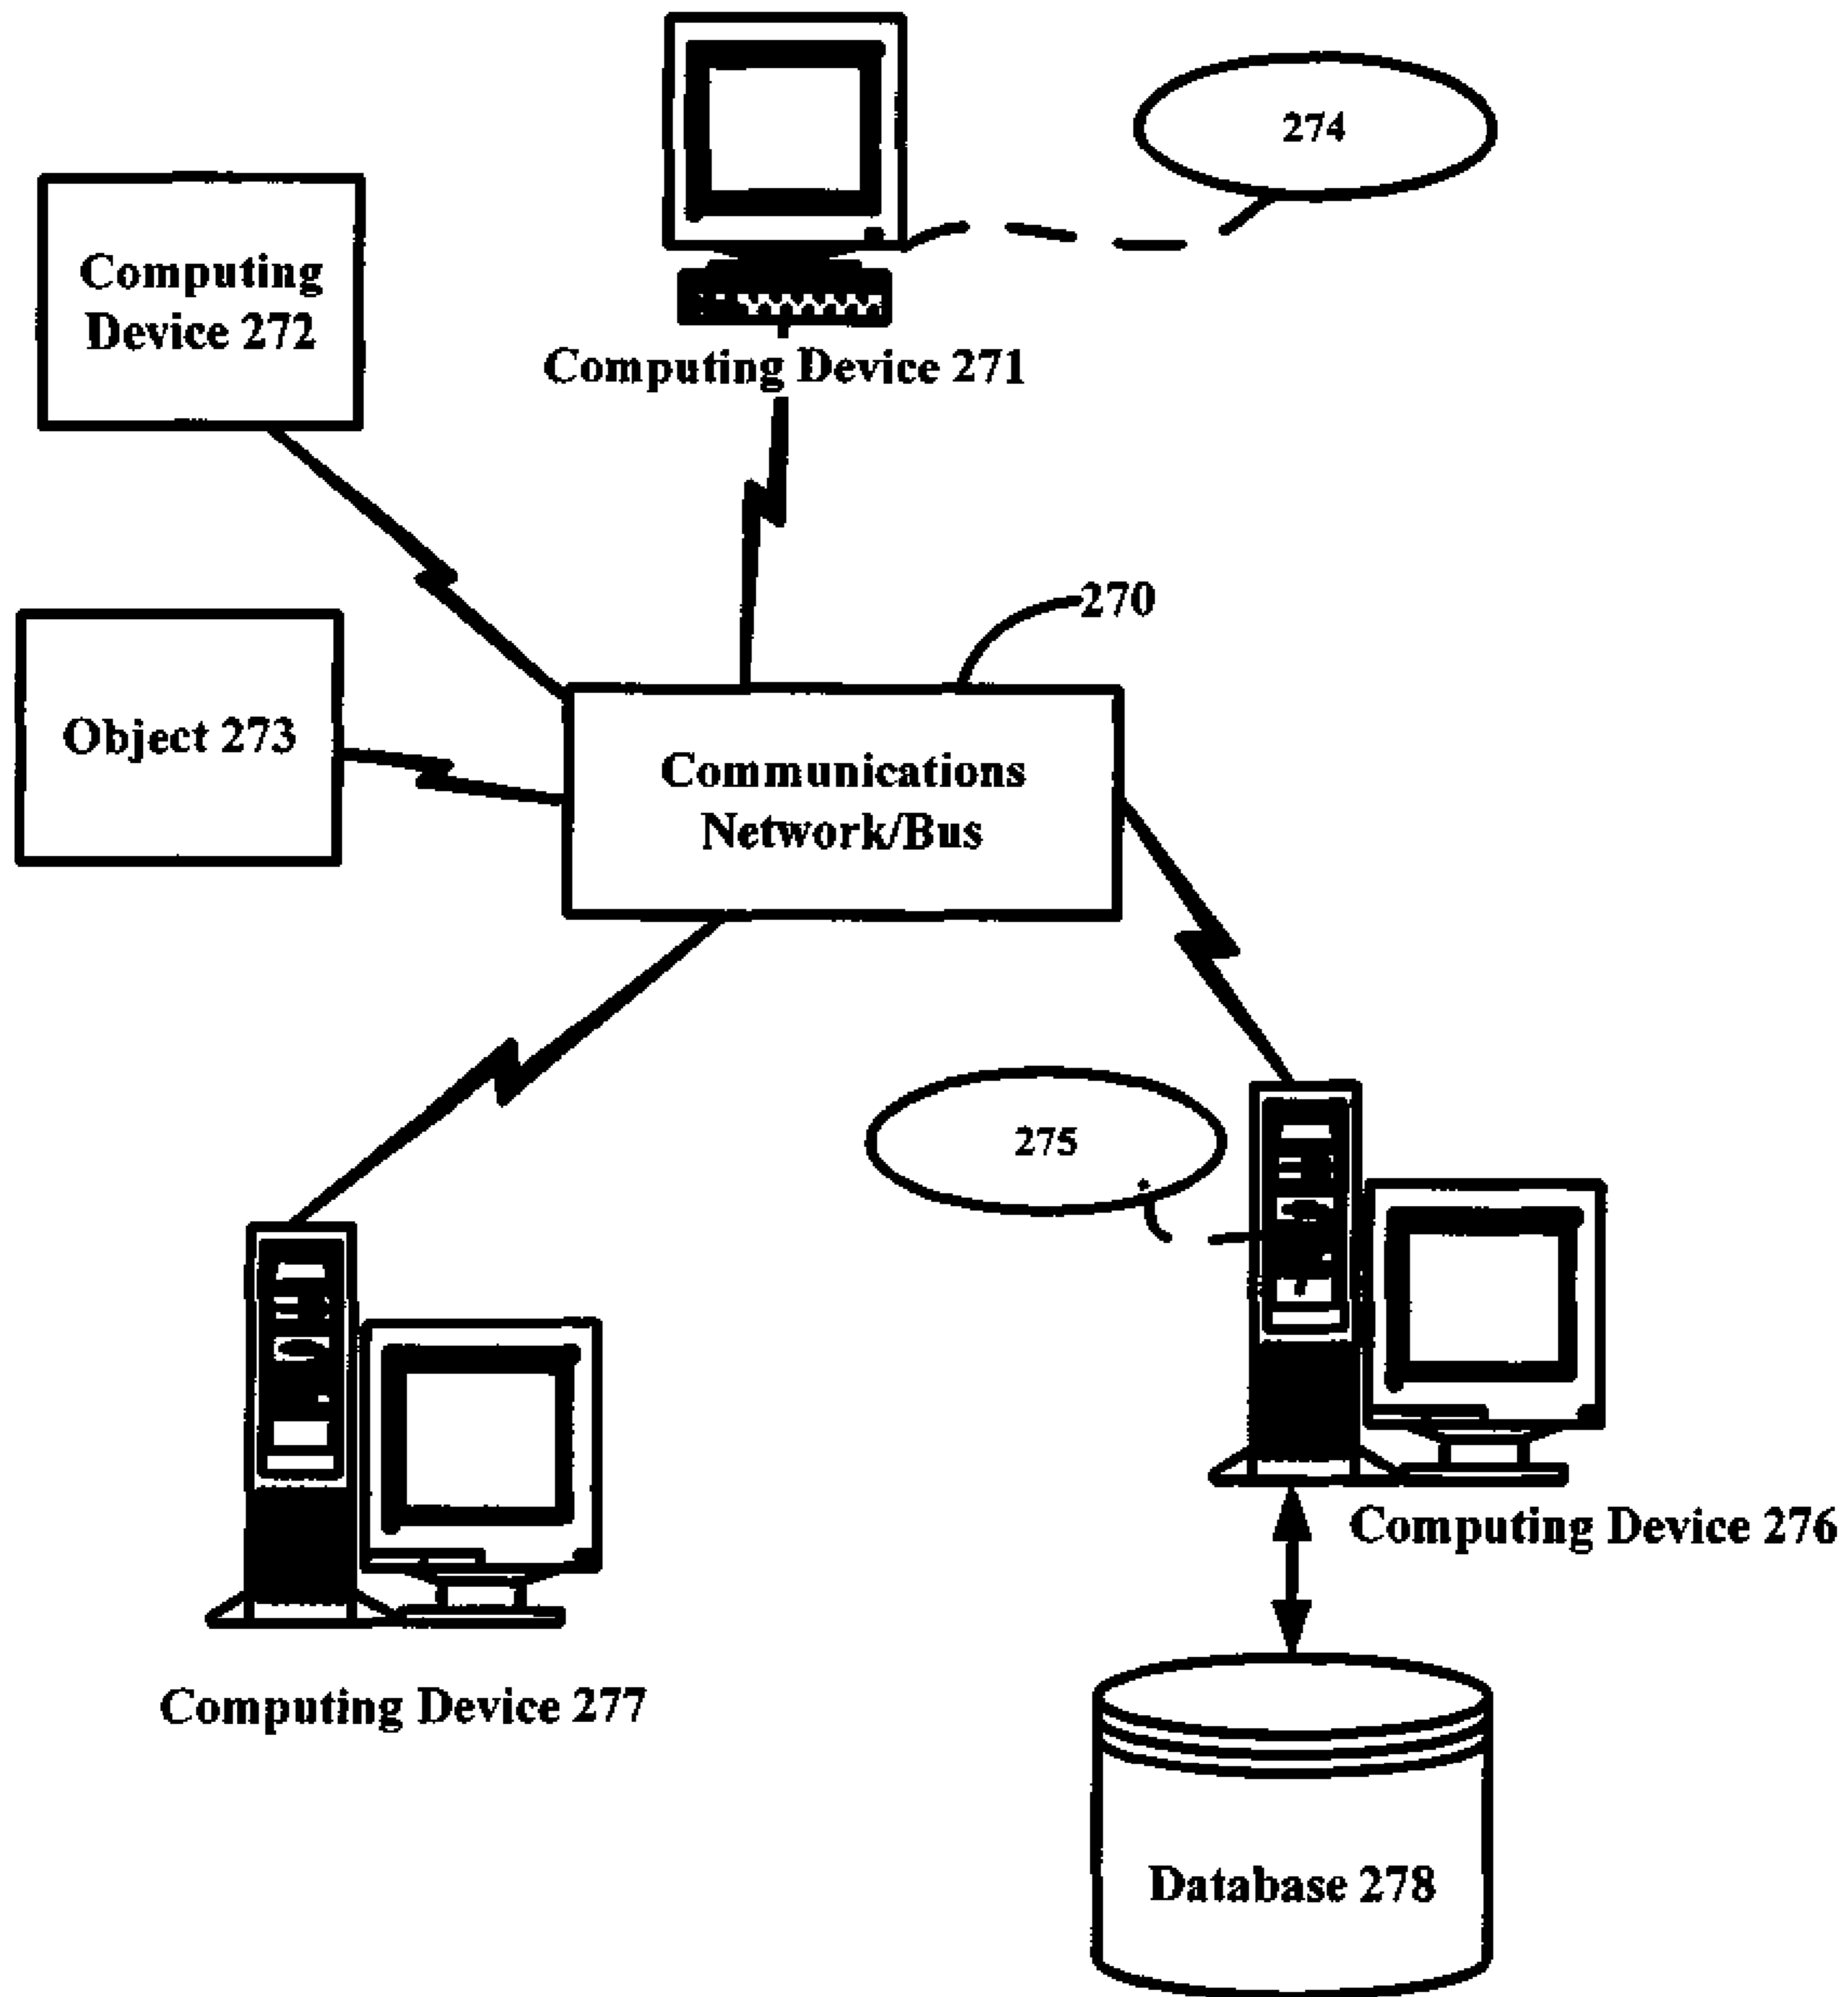 274
Computing
Device 272
Computing Device 271
270
Object 273
Communications
Network/Bus
275
Computing Device 276
Computing Device 277
Database 278